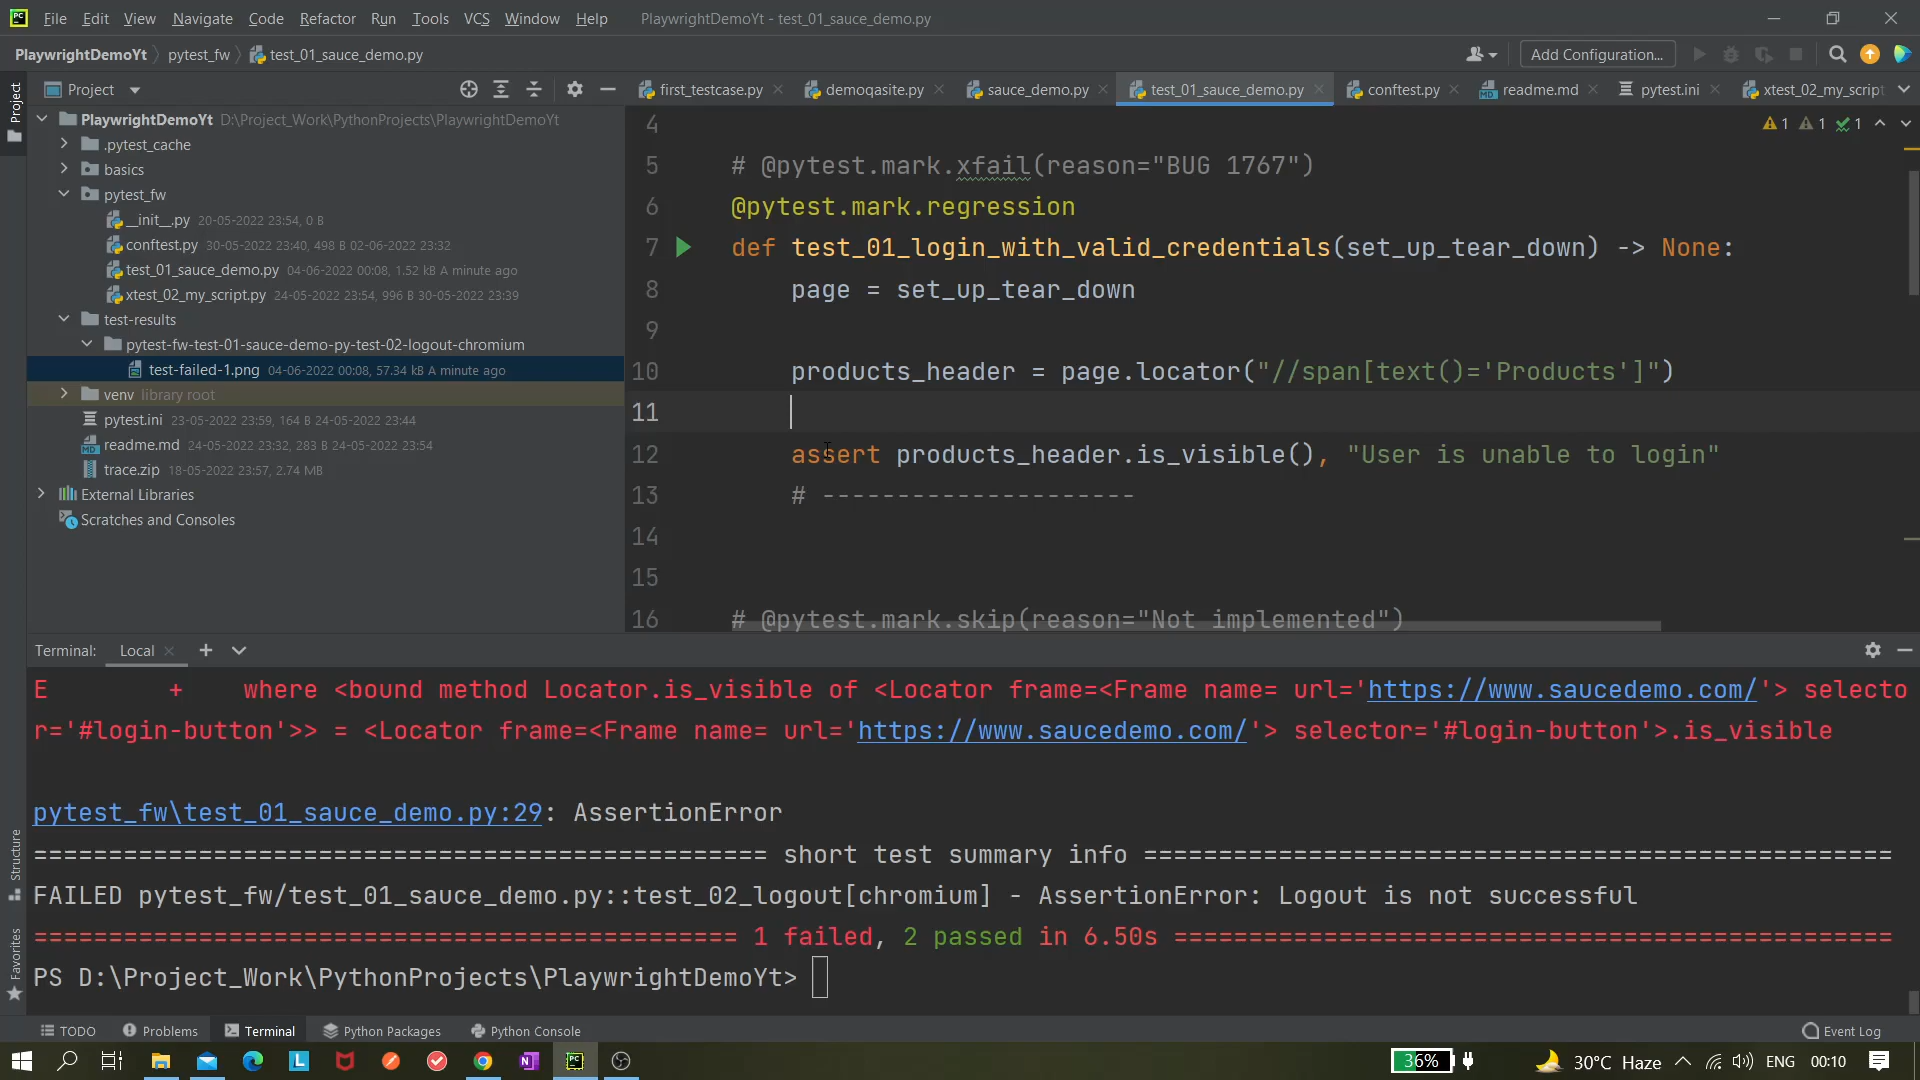 File Edit View Navigate Code Refactor Run Tools VCS Window Help PlaywrightDemoYt - test_01_sauce_demo.py
PlaywrightDemoYt pytest_fw test_01_sauce_demo.py Add Configuration...
Project
first_testcase.py demoqasite.py sauce_demo.py test_01_sauce_demo.py conftest.py readme.md pytest.ini xtest_02_my_script
Project
PlaywrightDemoYt D:\Project_Work\PythonProjects\PlaywrightDemoYt
.pytest_cache
basics
pytest_fw
__init__.py 20-05-2022 23:54, 0 B
conftest.py 30-05-2022 23:40, 498 B 02-06-2022 23:32
test_01_sauce_demo.py 04-06-2022 00:08, 1.52 kB A minute ago
xtest_02_my_script.py 24-05-2022 23:54, 996 B 30-05-2022 23:39
test-results
pytest-fw-test-01-sauce-demo-py-test-02-logout-chromium
test-failed-1.png 04-06-2022 00:08, 57.34 kB A minute ago
venv library root
pytest.ini 23-05-2022 23:59, 164 B 24-05-2022 23:44
readme.md 24-05-2022 23:32, 283 B 24-05-2022 23:54
trace.zip 18-05-2022 23:57, 2.74 MB
External Libraries
Scratches and Consoles
1 1 1
4
5 # @pytest.mark.xfail(reason="BUG 1767")
6 @pytest.mark.regression
7 def test_01_login_with_valid_credentials(set_up_tear_down) -> None:
8 page = set_up_tear_down
9
10 products_header = page.locator("//span[text()='Products']")
11
12 assert products_header.is_visible(), "User is unable to login"
13 # ---------------------
14
15
16 # @pytest.mark.skip(reason="Not implemented")
Terminal: Local
E + where <bound method Locator.is_visible of <Locator frame=<Frame name= url='https://www.saucedemo.com/'> selecto
r='#login-button'>> = <Locator frame=<Frame name= url='https://www.saucedemo.com/'> selector='#login-button'>.is_visible
pytest_fw\test_01_sauce_demo.py:29: AssertionError
================================================= short test summary info ==================================================
FAILED pytest_fw/test_01_sauce_demo.py::test_02_logout[chromium] - AssertionError: Logout is not successful
=============================================== 1 failed, 2 passed in 6.50s ================================================
PS D:\Project_Work\PythonProjects\PlaywrightDemoYt>
Structure
Favorites
TODO Problems Terminal Python Packages Python Console Event Log
36% 30°C Haze ENG 00:10